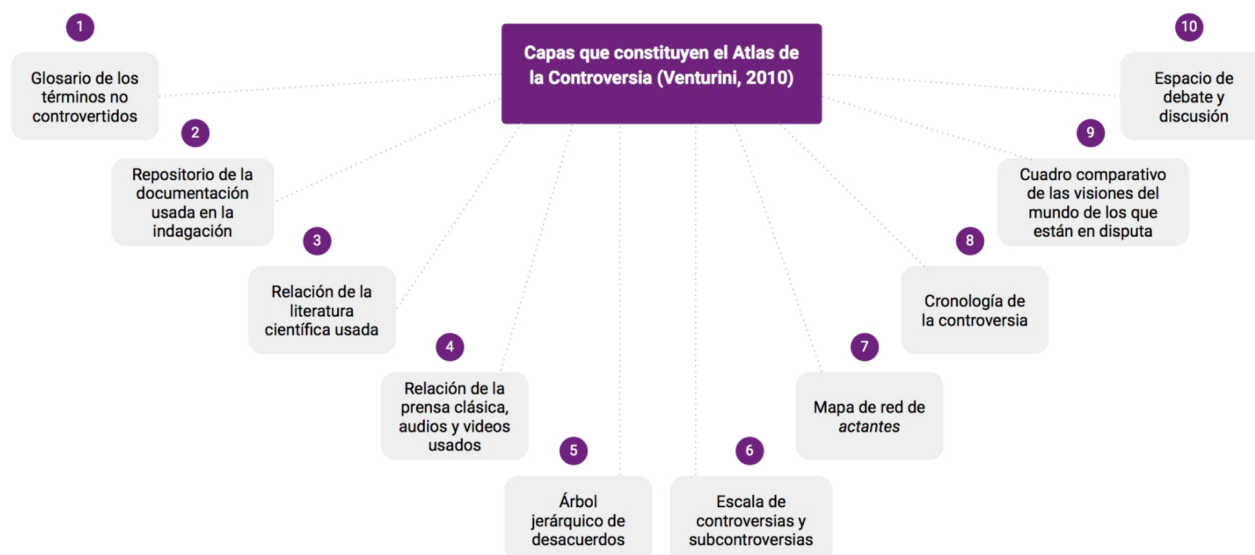 Capas que constituyen el Atlas de
la Controversia (Venturini, 2010)
1
Glosario de los
términos no
controvertidos
2
Repositorio de la
documentación
usada en la
indagación
3
Relación de la
literatura
científica usada
4
Relación de la
prensa clásica,
audios y videos
usados
5
Árbol
jerárquico de
desacuerdos
6
Escala de
controversias y
subcontroversias
7
Mapa de red de
actantes
8
Cronología de
la controversia
9
Cuadro comparativo
de las visiones del
mundo de los que
están en disputa
10
Espacio de
debate y
discusión